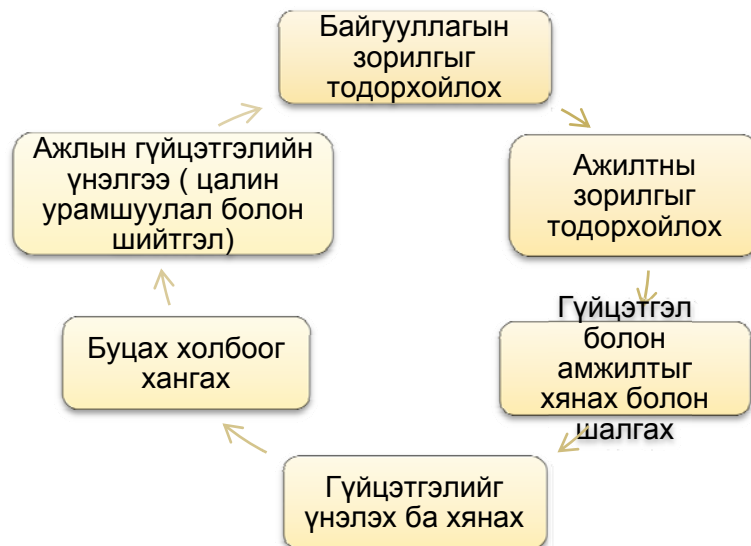 Байгууллагын
зорилгыг
тодорхойлох
Ажилтны
зорилгыг
тодорхойлох
Гүйцэтгэл
болон
амжилтыг
хянах болон
шалгах
Гүйцэтгэлийг
үнэлэх ба хянах
Буцах холбоог
хангах
Ажлын гүйцэтгэлийн
үнэлгээ ( цалин
урамшуулал болон
шийтгэл)